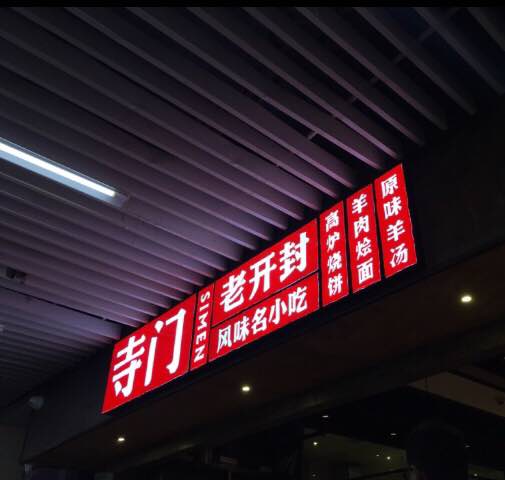 寺门
SIMEN
老开封
风味名小吃
高炉烧饼
羊肉烩面
原味羊汤